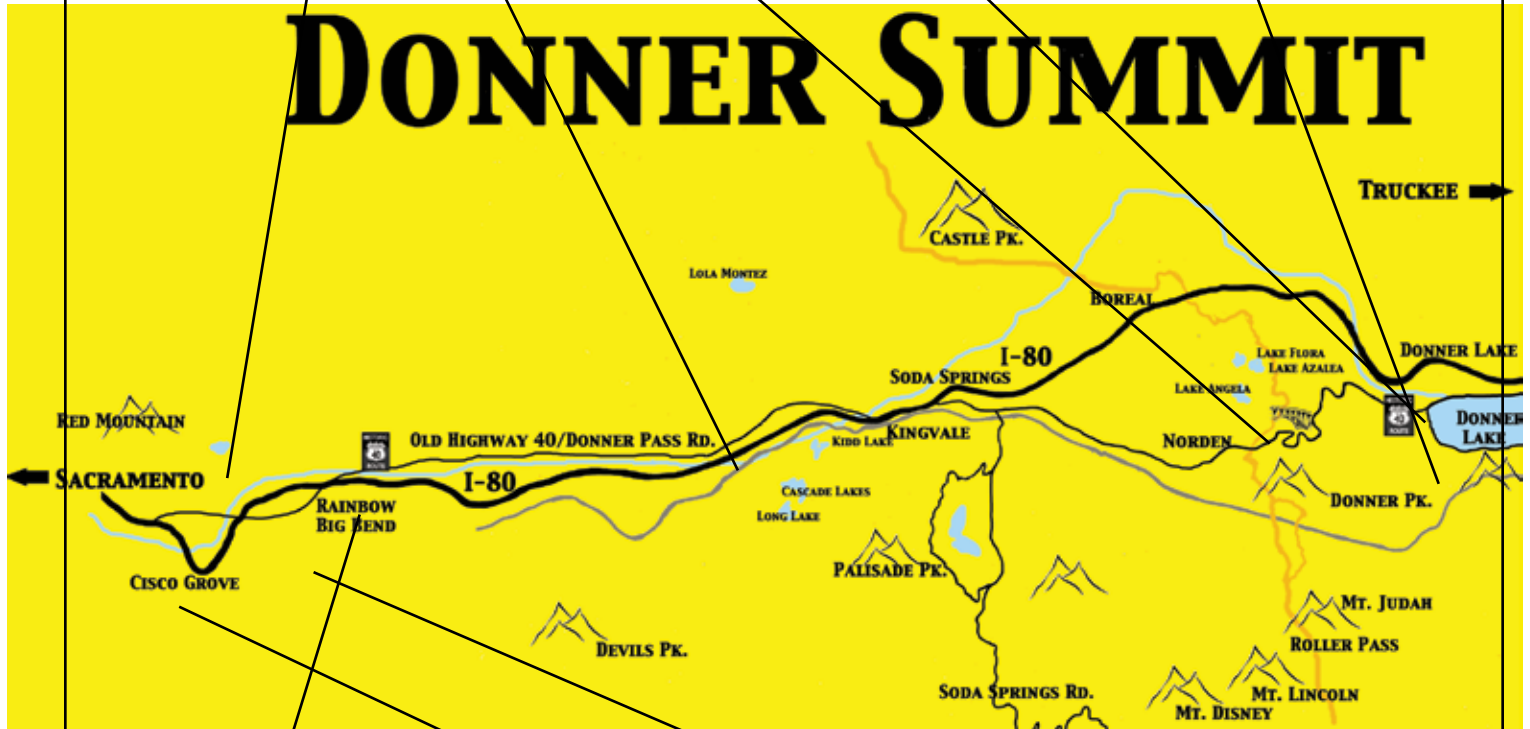 DONNER SUMMIT
TRUCKEE
CASTLE PK.
LOLA MONTEZ
BOREAL
I-80
DONNER LAKE
LAKE FLORA
LAKE AZALEA
SODA SPRINGS
LAKE ANGELA
RED MOUNTAIN
DONNER
LAKE
OLD HIGHWAY 40/DONNER PASS RD.
KIDD LAKE
KINGVALE
NORDEN
40
40
SACRAMENTO
I-80
CASCADE LAKES
LONG LAKE
RAINBOW
BIG BEND
DONNER PK.
CISCO GROVE
PALISADE PK.
MT. JUDAH
ROLLER PASS
DEVILS PK.
SODA SPRINGS RD.
MT. LINCOLN
MT. DISNEY